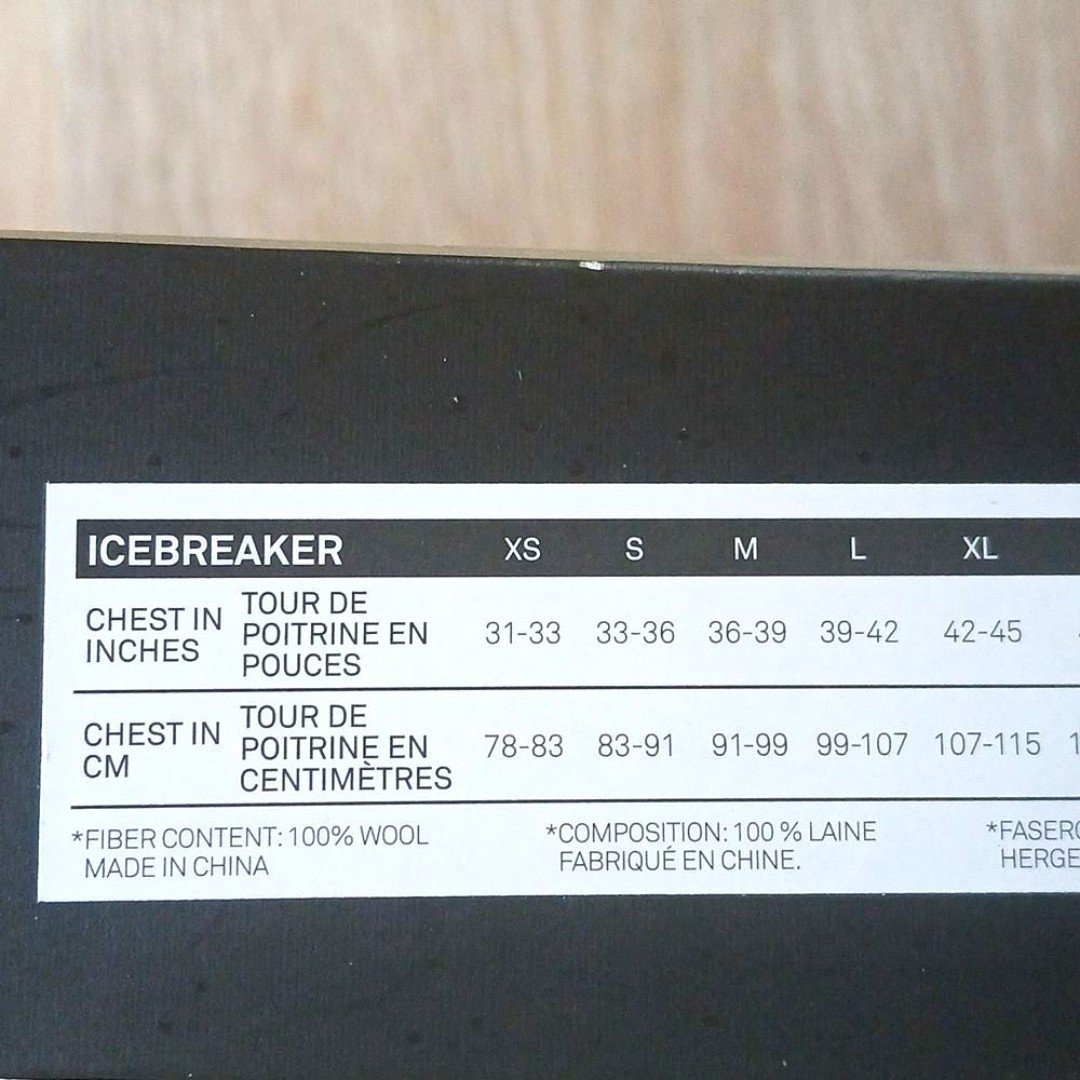 ICEBREAKER XS S M L XL
CHEST IN INCHES TOUR DE POITRINE EN POUCES 31-33 33-36 36-39 39-42 42-45
CHEST IN CM TOUR DE POITRINE EN CENTIMÈTRES 78-83 83-91 91-99 99-107 107-115
*FIBER CONTENT: 100% WOOL
MADE IN CHINA
*COMPOSITION: 100 % LAINE
FABRIQUÉ EN CHINE.